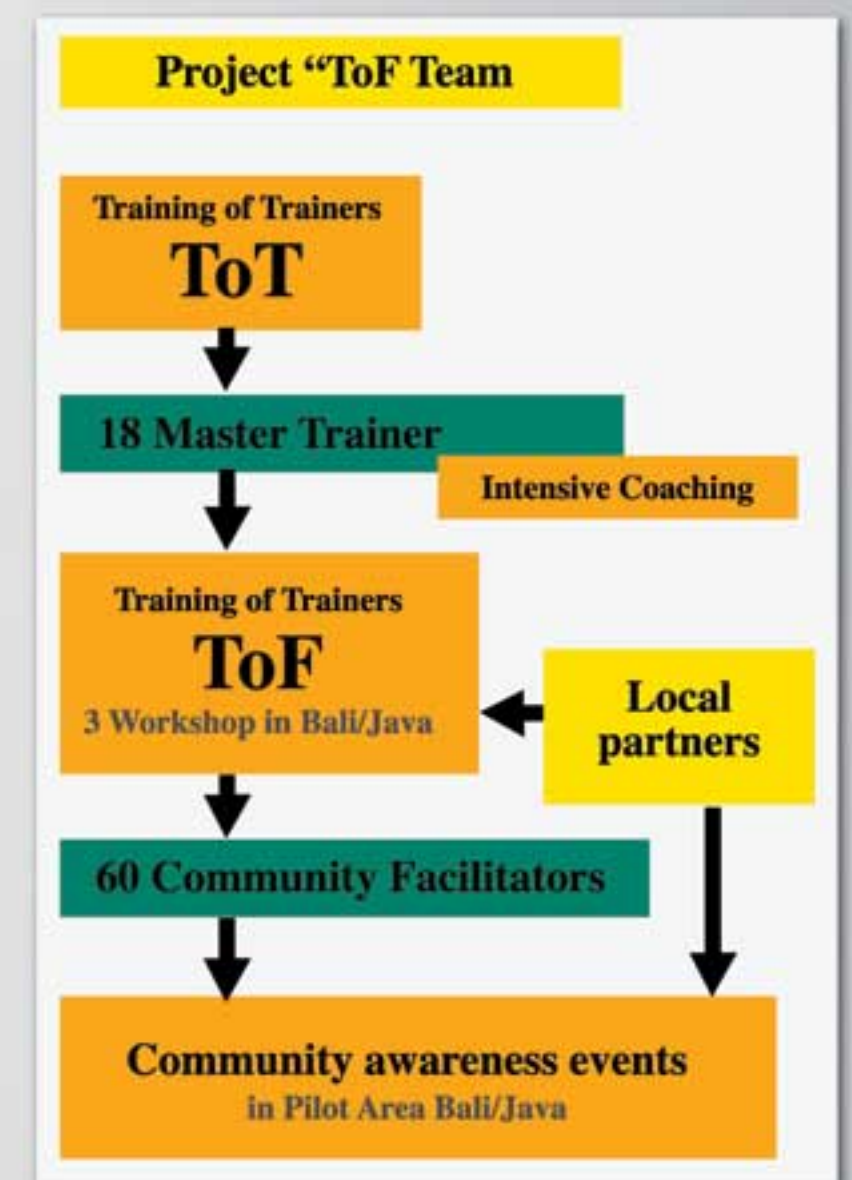 Project “ToF Team
Training of Trainers
ToT
18 Master Trainer
Intensive Coaching
Training of Trainers
ToF
3 Workshop in Bali/Java
Local
partners
60 Community Facilitators
Community awareness events
in Pilot Area Bali/Java